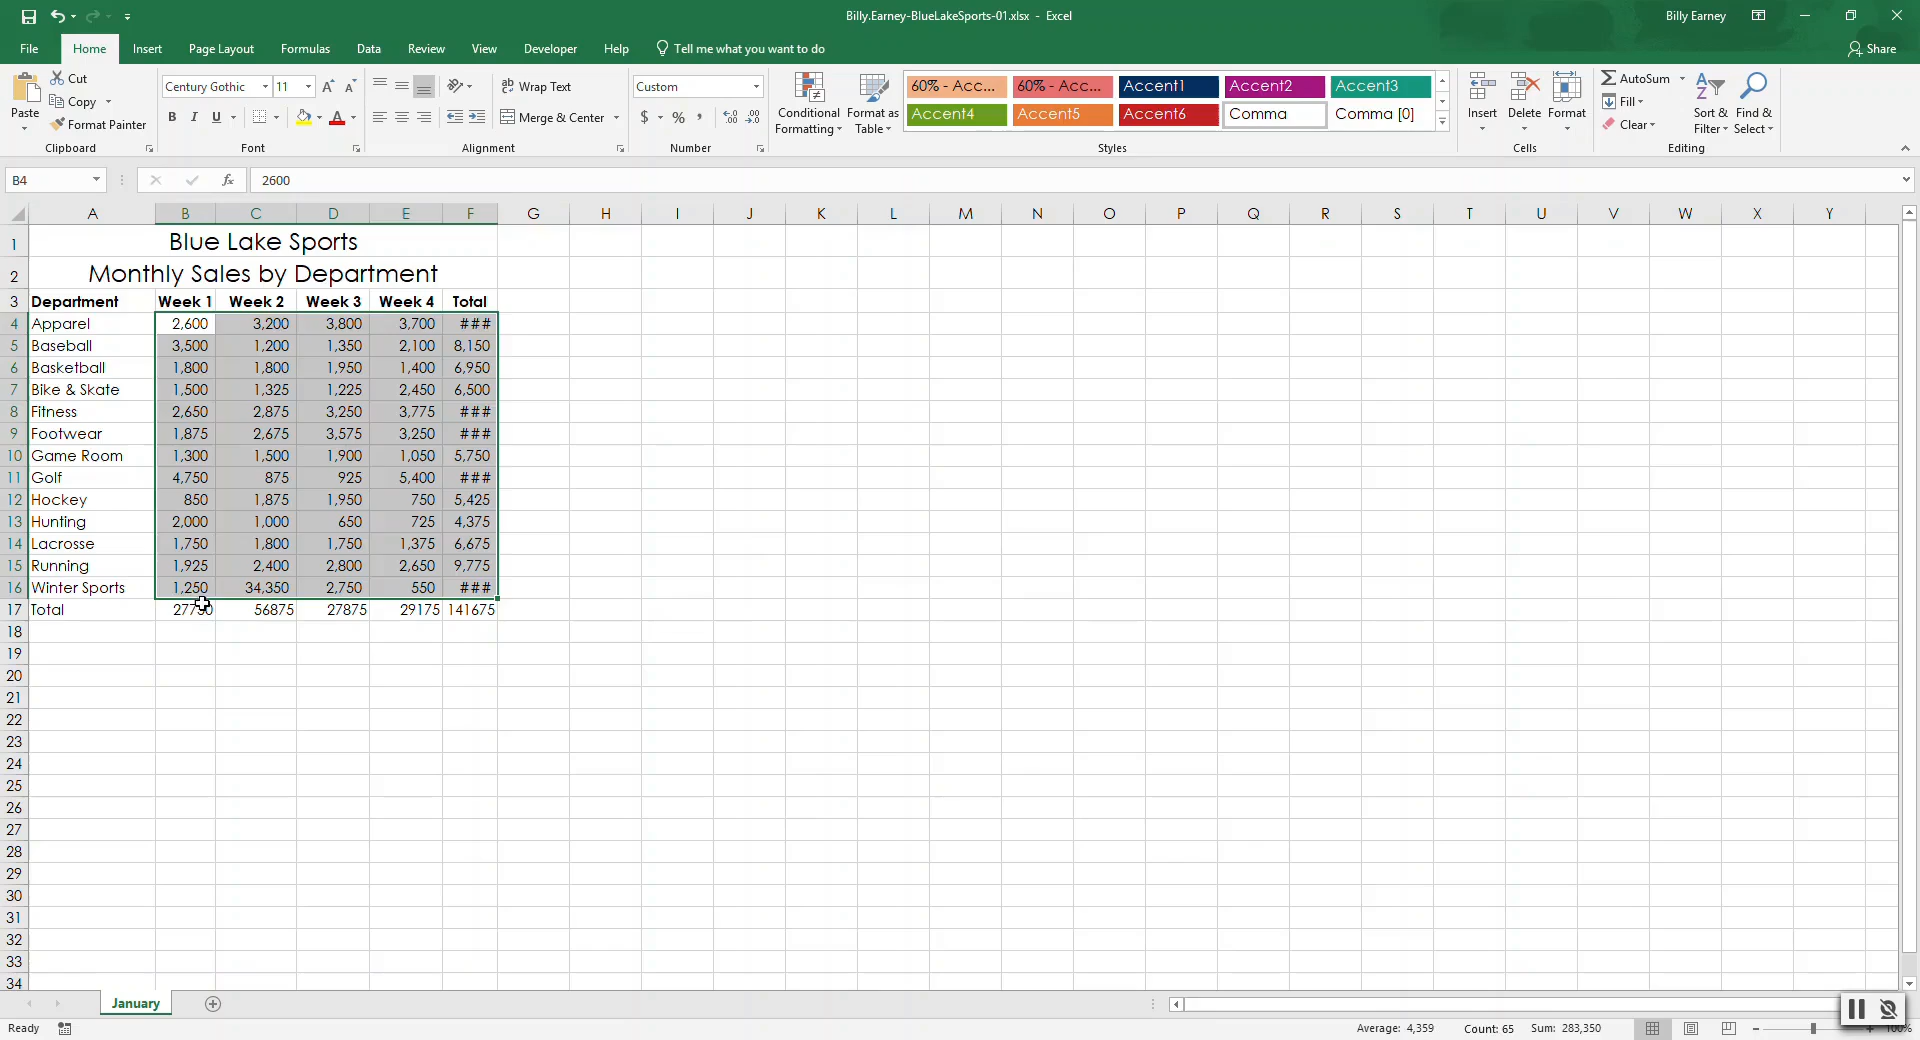 Billy.Earney-BlueLakeSports-01.xlsx - Excel
Billy Earney
File Home Insert Page Layout Formulas Data Review View Developer Help Tell me what you want to do Share
Paste
Cut
Copy
Format Painter
Clipboard
Century Gothic 11
B I U
Font
Wrap Text
Merge & Center
Alignment
Custom
$ % ,
Number
Conditional Formatting
Format as Table
60% - Acc... 60% - Acc... Accent1 Accent2 Accent3
Accent4 Accent5 Accent6 Comma Comma [0]
Styles
Insert Delete Format
Cells
AutoSum
Fill
Clear
Sort & Filter
Find & Select
Editing
B4 fx 2600
A B C D E F G H I J K L M N O P Q R S T U V W X Y
1 Blue Lake Sports
2 Monthly Sales by Department
3 Department Week 1 Week 2 Week 3 Week 4 Total
4 Apparel 2,600 3,200 3,800 3,700 ###
5 Baseball 3,500 1,200 1,350 2,100 8,150
6 Basketball 1,800 1,800 1,950 1,400 6,950
7 Bike & Skate 1,500 1,325 1,225 2,450 6,500
8 Fitness 2,650 2,875 3,250 3,775 ###
9 Footwear 1,875 2,675 3,575 3,250 ###
10 Game Room 1,300 1,500 1,900 1,050 5,750
11 Golf 4,750 875 925 5,400 ###
12 Hockey 850 1,875 1,950 750 5,425
13 Hunting 2,000 1,000 650 725 4,375
14 Lacrosse 1,750 1,800 1,750 1,375 6,675
15 Running 1,925 2,400 2,800 2,650 9,775
16 Winter Sports 1,250 34,350 2,750 550 ###
17 Total 27750 56875 27875 29175 141675
18
19
20
21
22
23
24
25
26
27
28
29
30
31
32
33
34
January
Ready Average: 4,359 Count: 65 Sum: 283,350 100%